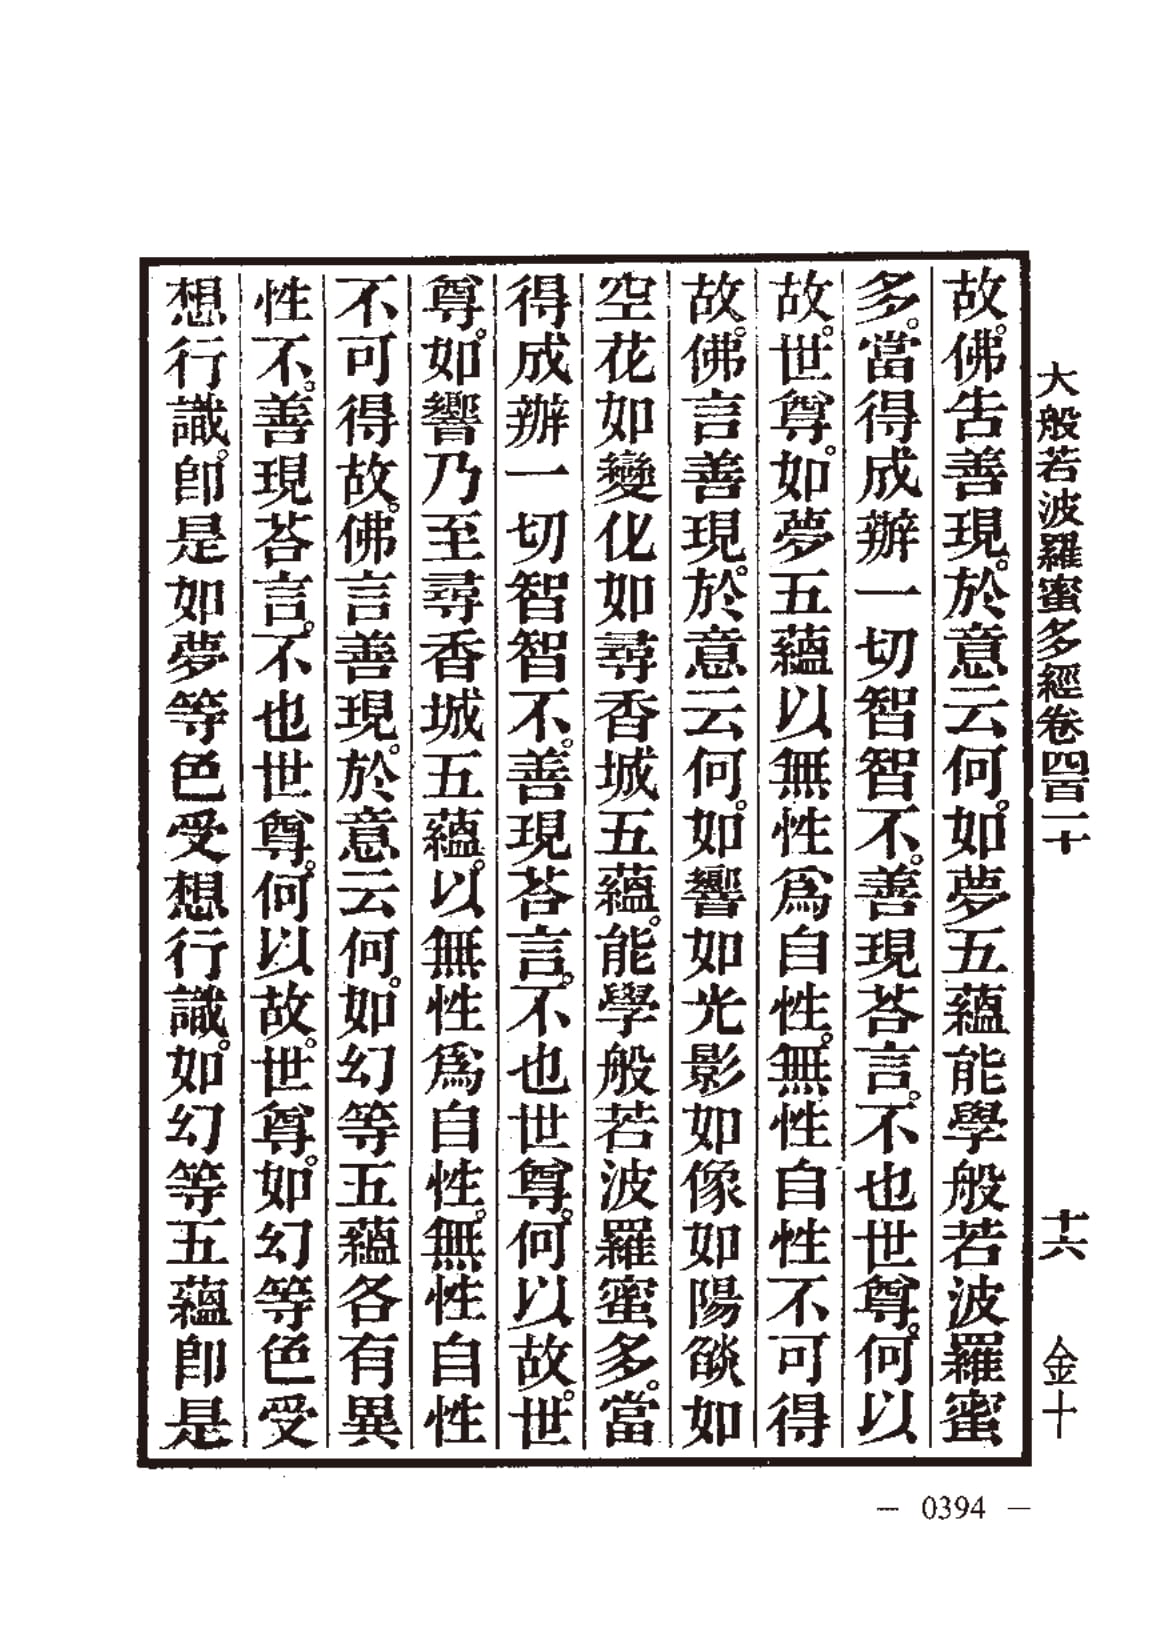 大般若波羅蜜多經卷四百一十　十六　金十
故。佛告善現。於意云何。如夢五蘊能學般若波羅蜜
多。當得成辦一切智智不。善現荅言。不也世尊。何以
故。世尊。如夢五蘊以無性爲自性。無性自性不可得
故。佛言善現。於意云何。如響如光影如像如陽燄如
空花如變化如尋香城五蘊。能學般若波羅蜜多。當
得成辦一切智智不。善現荅言。不也世尊。何以故。世
尊。如響乃至尋香城五蘊。以無性爲自性。無性自性
不可得故。佛言善現。於意云何。如幻等五蘊各有異
性不。善現荅言。不也世尊。何以故。世尊。如幻等色受
想行識。卽是如夢等色受想行識。如幻等五蘊卽是
— 0394 —